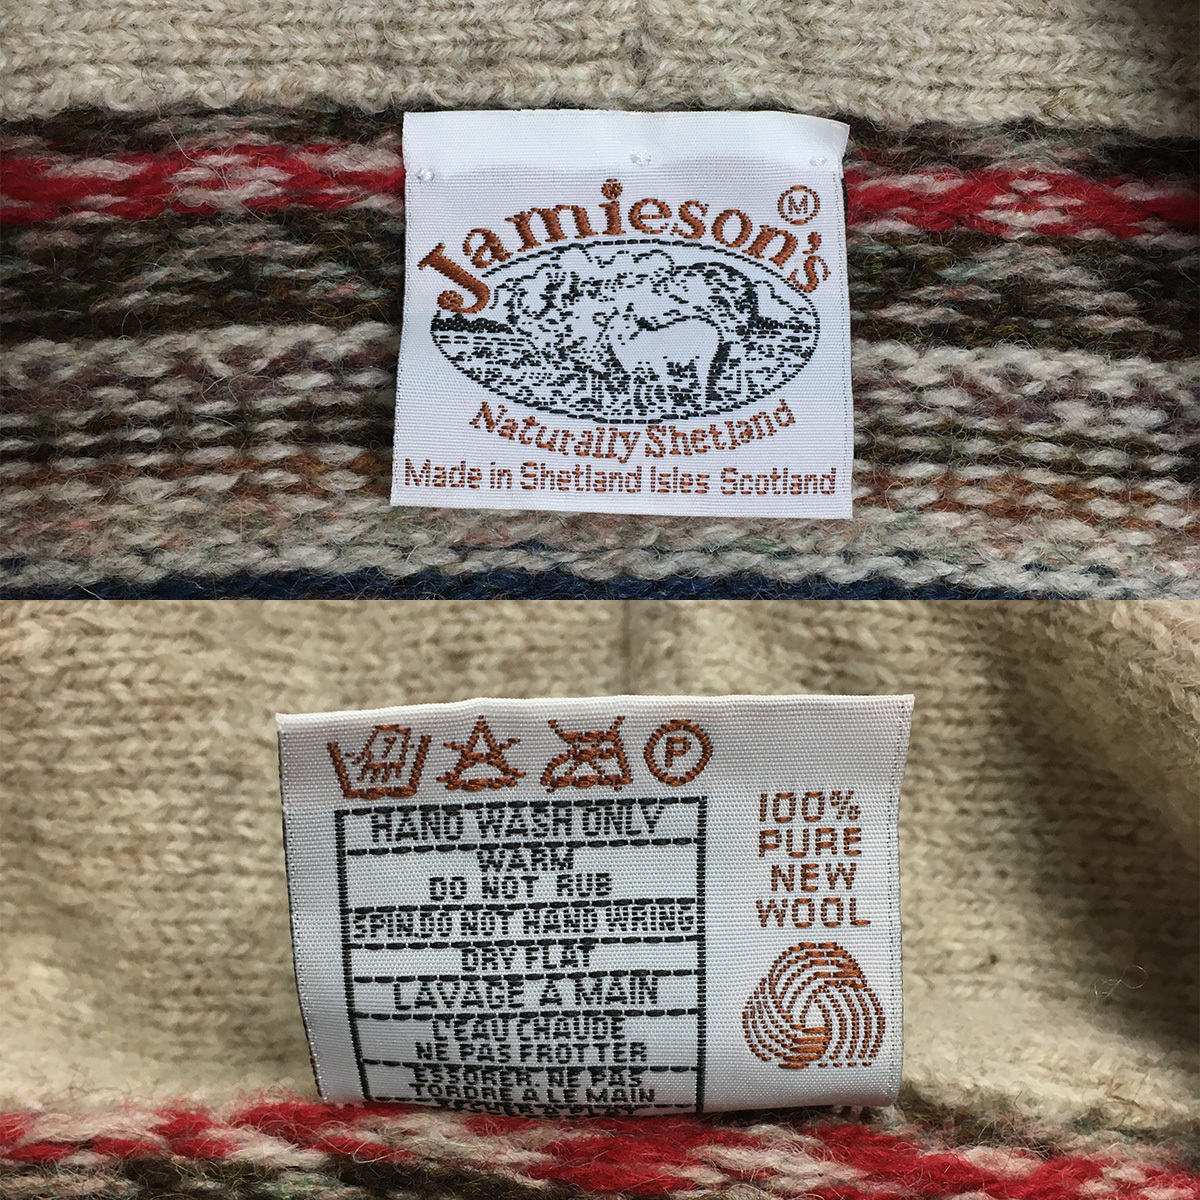 Jamieson's
M
Naturally Shetland
Made in Shetland Isles Scotland
7
P
HAND WASH ONLY
WARM
DO NOT RUB
SPIN.DO NOT HAND WRING
DRY FLAT
LAVAGE A MAIN
L'EAU CHAUDE
NE PAS FROTTER
ESSORER. NE PAS
TORDRE A LE MAIN
A PLAT
100%
PURE
NEW
WOOL